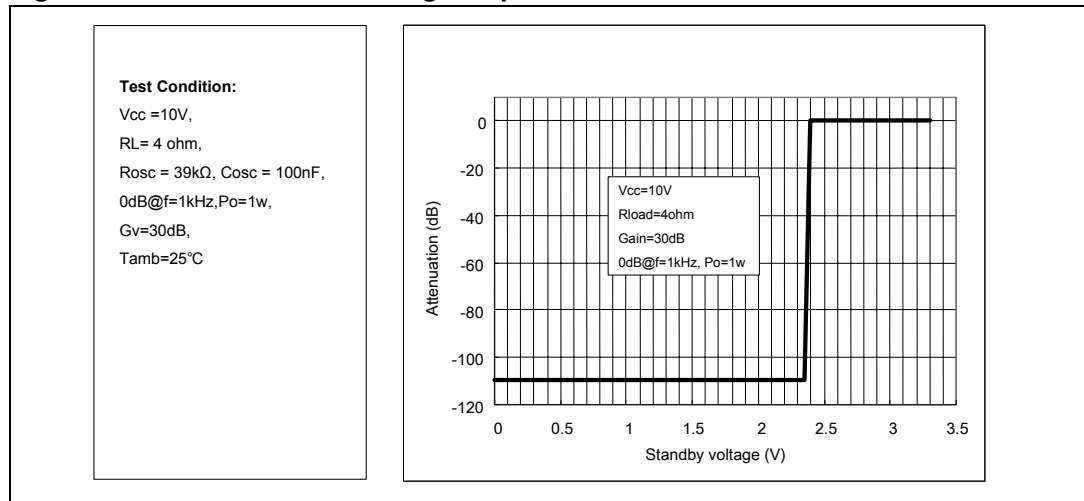 Test Condition:
Vcc =10V,
RL= 4 ohm,
Rosc = 39kΩ, Cosc = 100nF,
0dB@f=1kHz,Po=1w,
Gv=30dB,
Tamb=25℃
Attenuation (dB)
0
-20
-40
-60
-80
-100
-120
Vcc=10V
Rload=4ohm
Gain=30dB
0dB@f=1kHz, Po=1w
0 0.5 1 1.5 2 2.5 3 3.5
Standby voltage (V)